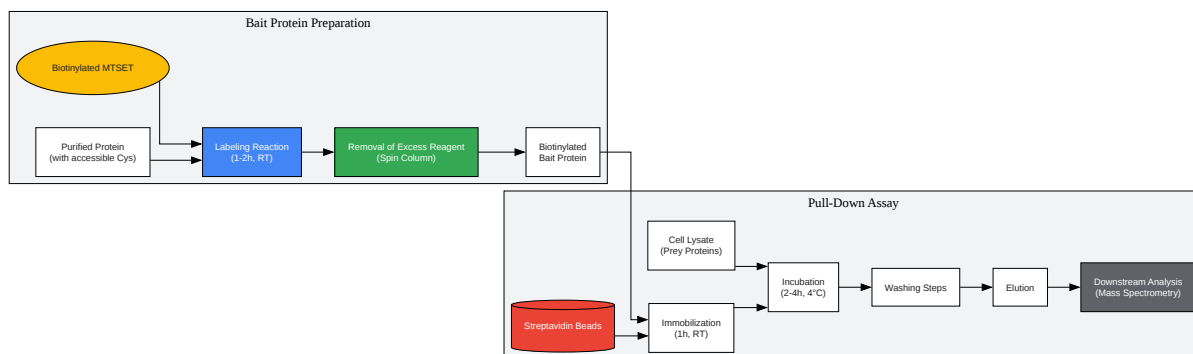 Bait Protein Preparation
Biotinylated MTSET
Purified Protein
(with accessible Cys)
Labeling Reaction
(1-2h, RT)
Removal of Excess Reagent
(Spin Column)
Biotinylated
Bait Protein
Pull-Down Assay
Cell Lysate
(Prey Proteins)
Streptavidin Beads
Immobilization
(1h, RT)
Incubation
(2-4h, 4°C)
Washing Steps
Elution
Downstream Analysis
(Mass Spectrometry)